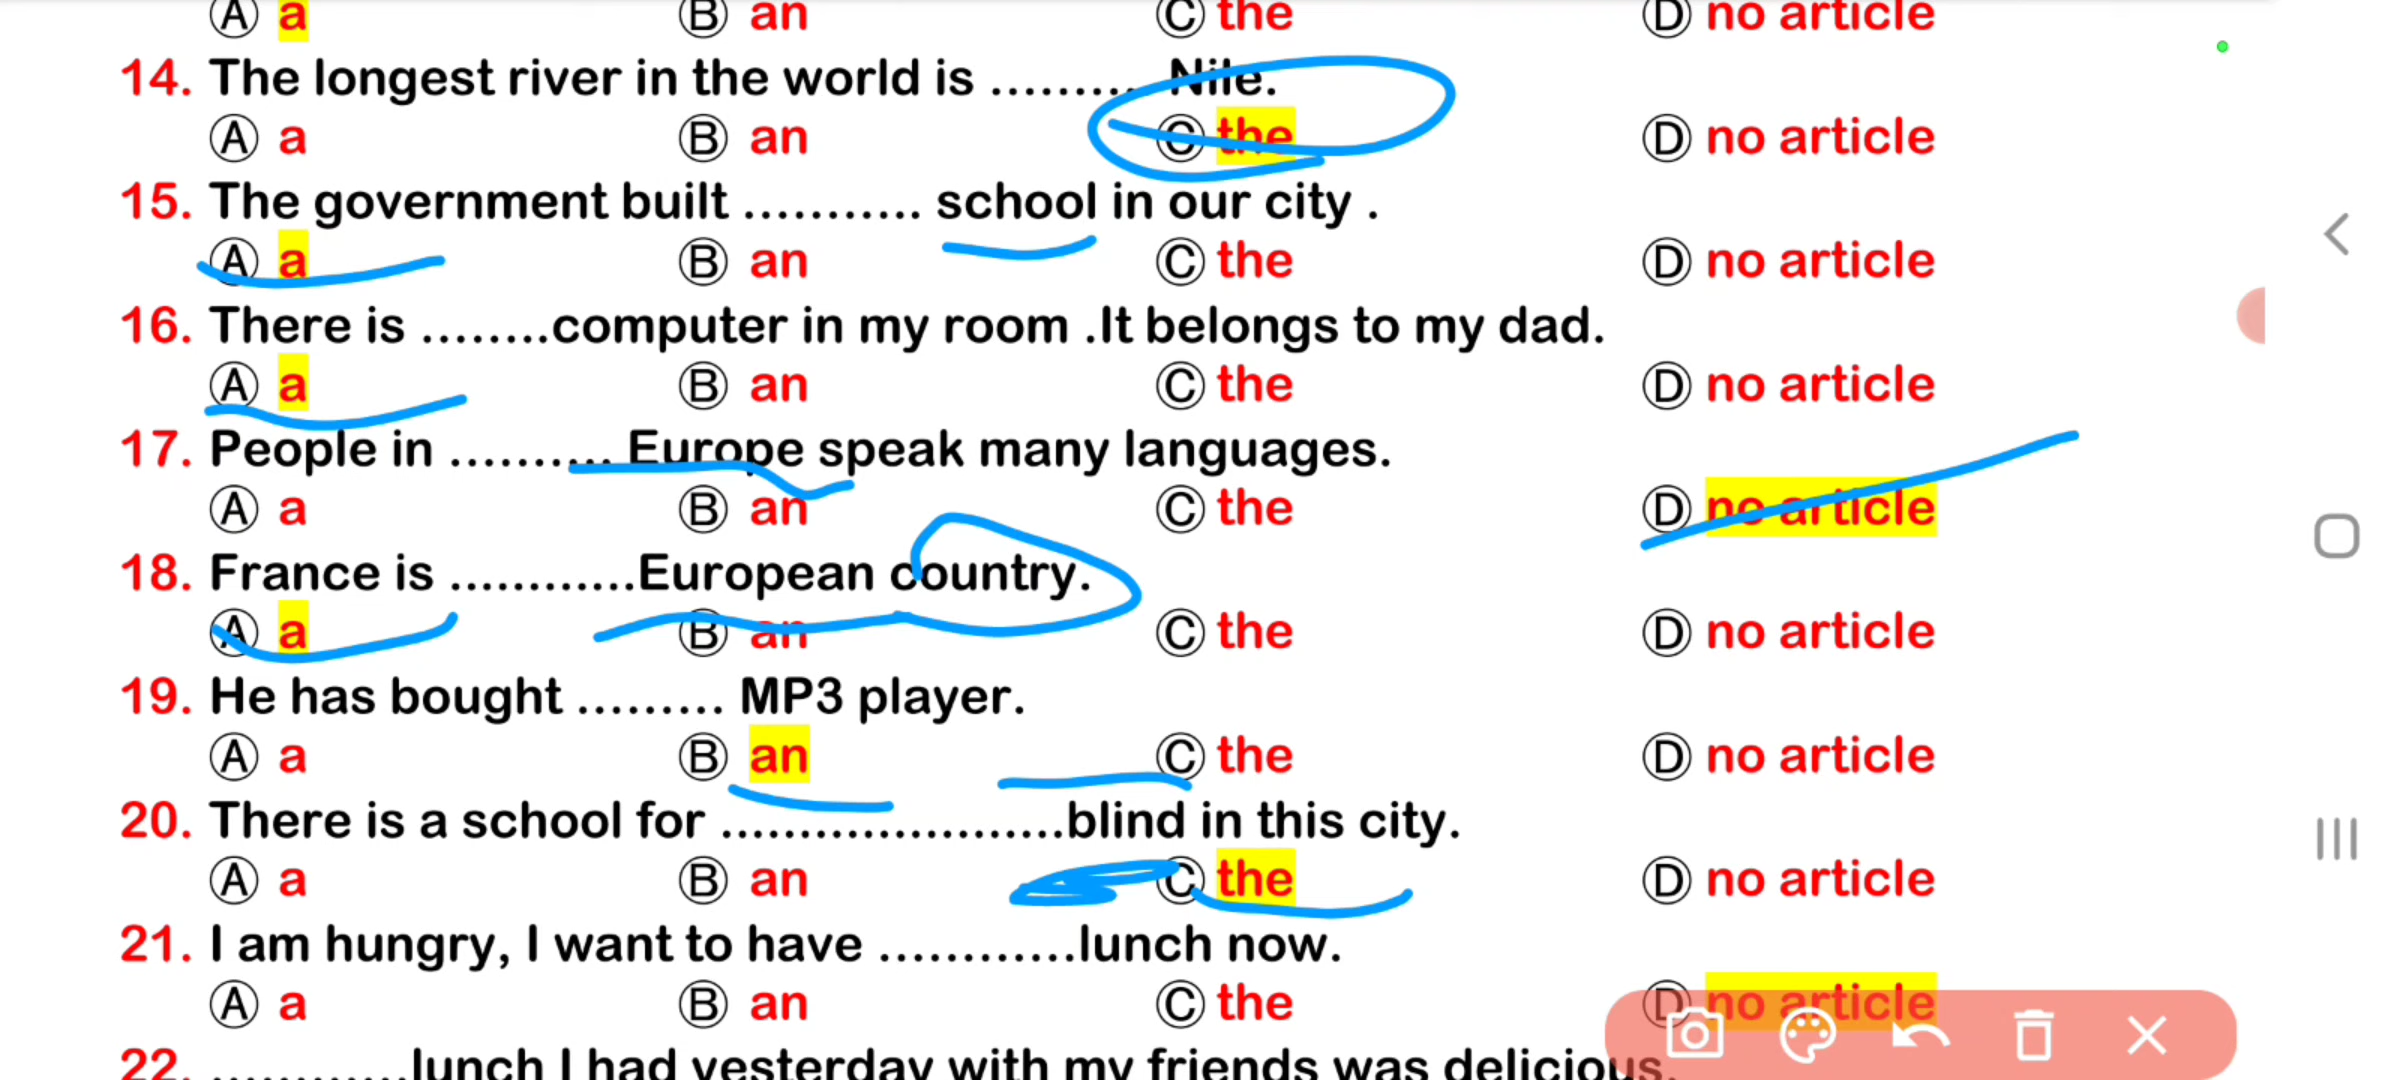 Ⓐ a Ⓑ an Ⓒ the Ⓓ no article
14. The longest river in the world is .......... Nile.
Ⓐ a Ⓑ an Ⓒ the Ⓓ no article
15. The government built ........... school in our city .
Ⓐ a Ⓑ an Ⓒ the Ⓓ no article
16. There is ........computer in my room .It belongs to my dad.
Ⓐ a Ⓑ an Ⓒ the Ⓓ no article
17. People in .......... Europe speak many languages.
Ⓐ a Ⓑ an Ⓒ the Ⓓ no article
18. France is ............European country.
Ⓐ a Ⓑ an Ⓒ the Ⓓ no article
19. He has bought ......... MP3 player.
Ⓐ a Ⓑ an Ⓒ the Ⓓ no article
20. There is a school for ......................blind in this city.
Ⓐ a Ⓑ an Ⓒ the Ⓓ no article
21. I am hungry, I want to have ............lunch now.
Ⓐ a Ⓑ an Ⓒ the Ⓓ no article
22. ............lunch I had yesterday with my friends was delicious.